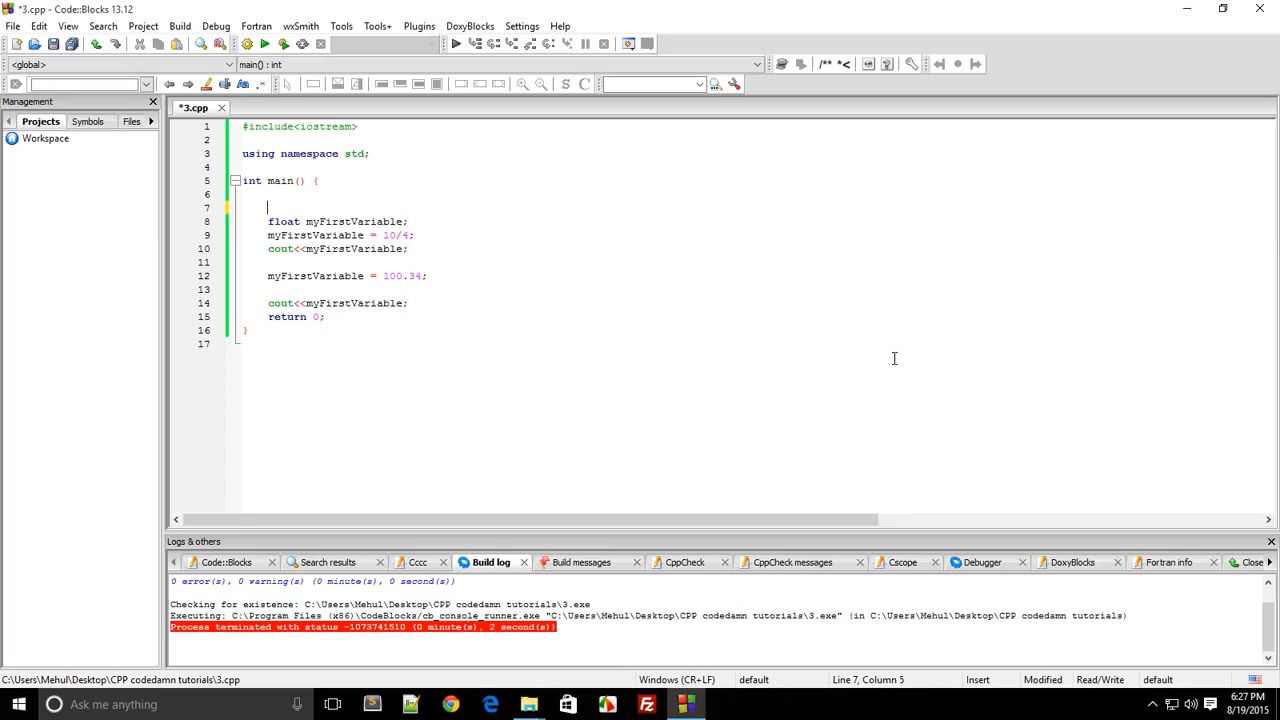 *3.cpp - Code::Blocks 13.12
File Edit View Search Project Build Debug Fortran wxSmith Tools Tools+ Plugins DoxyBlocks Settings Help
<global> main() : int
/** *<
S C
Management
Projects Symbols Files
Workspace
*3.cpp
1 #include<iostream>
2
3 using namespace std;
4
5 int main() {
6
7
8 float myFirstVariable;
9 myFirstVariable = 10/4;
10 cout<<myFirstVariable;
11
12 myFirstVariable = 100.34;
13
14 cout<<myFirstVariable;
15 return 0;
16 }
17
Logs & others
Code::Blocks Search results Cccc Build log Build messages CppCheck CppCheck messages Cscope Debugger DoxyBlocks Fortran info Close
0 error(s), 0 warning(s) (0 minute(s), 0 second(s))
Checking for existence: C:\Users\Mehul\Desktop\CPP codedamn tutorials\3.exe
Executing: C:\Program Files (x86)\CodeBlocks/cb_console_runner.exe "C:\Users\Mehul\Desktop\CPP codedamn tutorials\3.exe" (in C:\Users\Mehul\Desktop\CPP codedamn tutorials)
Process terminated with status -1073741510 (0 minute(s), 2 second(s))
C:\Users\Mehul\Desktop\CPP codedamn tutorials\3.cpp Windows (CR+LF) default Line 7, Column 5 Insert Modified Read/Write default
Ask me anything 6:27 PM
8/19/2015